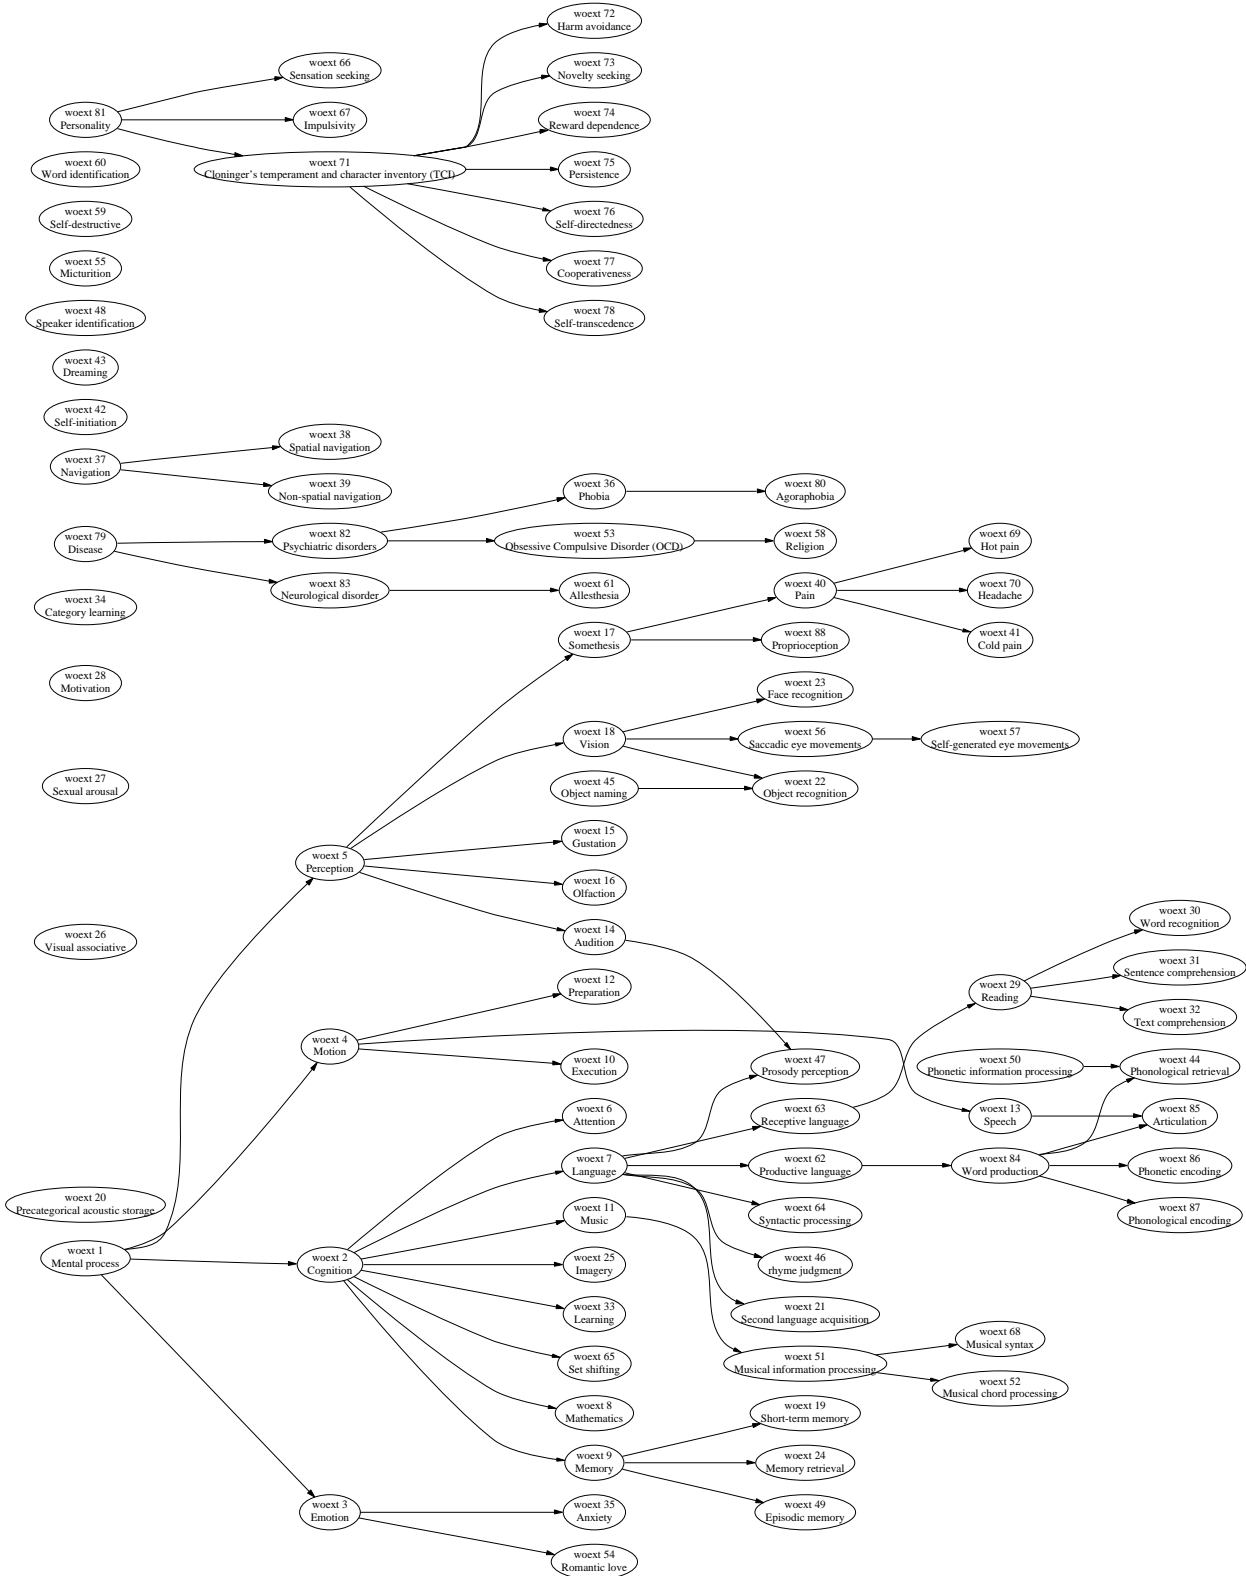 woext 72
Harm avoidance
woext 66
Sensation seeking
woext 73
Novelty seeking
woext 81
Personality
woext 67
Impulsivity
woext 74
Reward dependence
woext 60
Word identification
woext 71
Cloninger's temperament and character inventory (TCI)
woext 75
Persistence
woext 59
Self-destructive
woext 76
Self-directedness
woext 55
Micturition
woext 77
Cooperativeness
woext 48
Speaker identification
woext 78
Self-transcedence
woext 43
Dreaming
woext 42
Self-initiation
woext 38
Spatial navigation
woext 37
Navigation
woext 39
Non-spatial navigation
woext 36
Phobia
woext 80
Agoraphobia
woext 79
Disease
woext 82
Psychiatric disorders
woext 53
Obsessive Compulsive Disorder (OCD)
woext 58
Religion
woext 69
Hot pain
woext 83
Neurological disorder
woext 61
Allesthesia
woext 40
Pain
woext 70
Headache
woext 34
Category learning
woext 17
Somethesis
woext 88
Proprioception
woext 41
Cold pain
woext 28
Motivation
woext 23
Face recognition
woext 18
Vision
woext 56
Saccadic eye movements
woext 57
Self-generated eye movements
woext 27
Sexual arousal
woext 45
Object naming
woext 22
Object recognition
woext 15
Gustation
woext 5
Perception
woext 16
Olfaction
woext 30
Word recognition
woext 26
Visual associative
woext 14
Audition
woext 31
Sentence comprehension
woext 12
Preparation
woext 29
Reading
woext 32
Text comprehension
woext 4
Motion
woext 10
Execution
woext 47
Prosody perception
woext 50
Phonetic information processing
woext 44
Phonological retrieval
woext 6
Attention
woext 63
Receptive language
woext 13
Speech
woext 85
Articulation
woext 7
Language
woext 62
Productive language
woext 84
Word production
woext 86
Phonetic encoding
woext 20
Precategorical acoustic storage
woext 11
Music
woext 64
Syntactic processing
woext 87
Phonological encoding
woext 1
Mental process
woext 2
Cognition
woext 25
Imagery
woext 46
rhyme judgment
woext 33
Learning
woext 21
Second language acquisition
woext 68
Musical syntax
woext 65
Set shifting
woext 51
Musical information processing
woext 52
Musical chord processing
woext 8
Mathematics
woext 19
Short-term memory
woext 9
Memory
woext 24
Memory retrieval
woext 3
Emotion
woext 35
Anxiety
woext 49
Episodic memory
woext 54
Romantic love